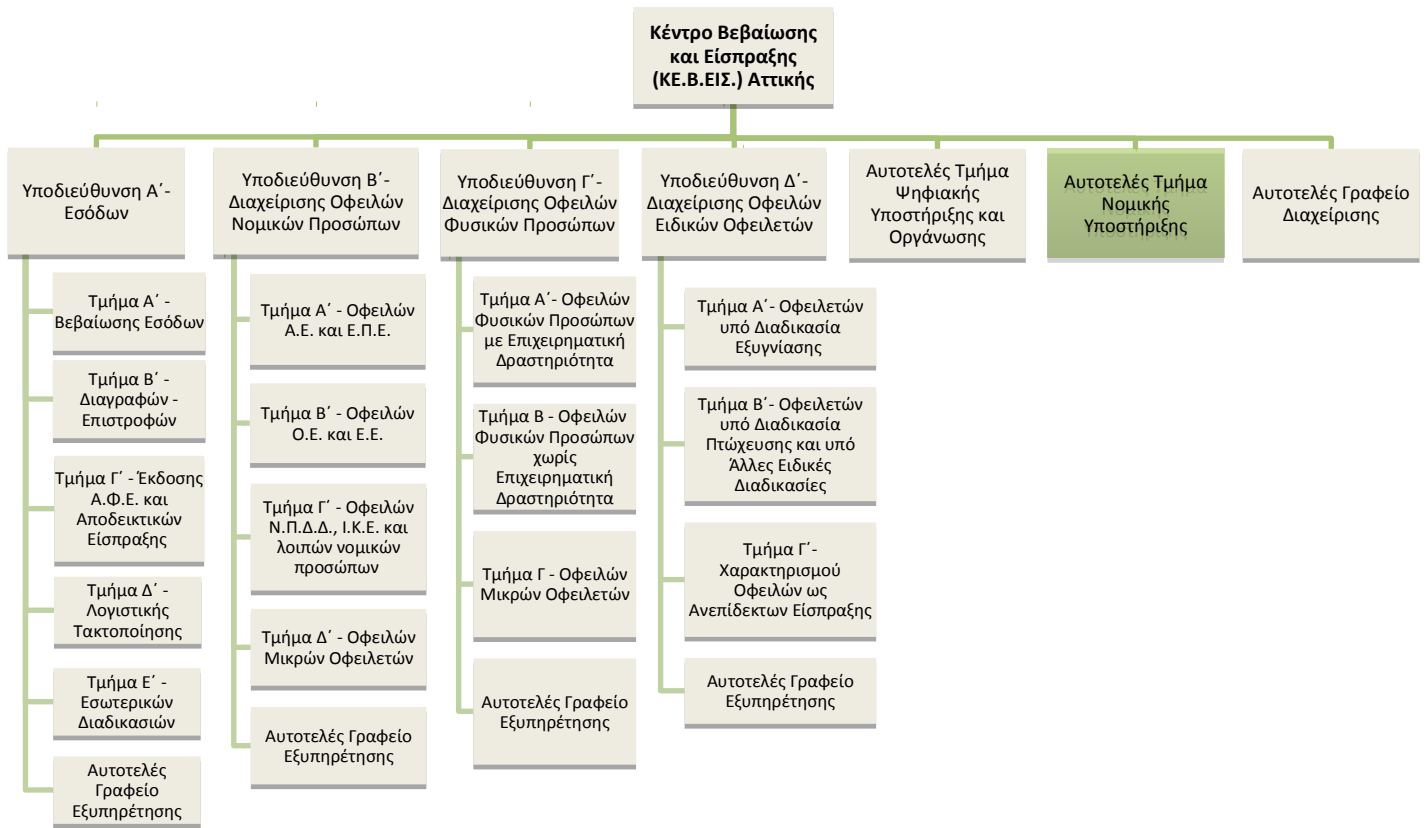 Κέντρο Βεβαίωσης
και Είσπραξης
(ΚΕ.Β.ΕΙΣ.) Αττικής
Υποδιεύθυνση Α΄-
Εσόδων
Υποδιεύθυνση Β΄-
Διαχείρισης Οφειλών
Νομικών Προσώπων
Υποδιεύθυνση Γ΄-
Διαχείρισης Οφειλών
Φυσικών Προσώπων
Υποδιεύθυνση Δ΄-
Διαχείρισης Οφειλών
Ειδικών Οφειλετών
Αυτοτελές Τμήμα
Ψηφιακής
Υποστήριξης και
Οργάνωσης
Αυτοτελές Τμήμα
Νομικής
Υποστήριξης
Αυτοτελές Γραφείο
Διαχείρισης
Τμήμα Α΄ -
Βεβαίωσης Εσόδων
Τμήμα Β΄ -
Διαγραφών -
Επιστροφών
Τμήμα Γ΄ - Έκδοσης
Α.Φ.Ε. και
Αποδεικτικών
Είσπραξης
Τμήμα Δ΄ -
Λογιστικής
Τακτοποίησης
Τμήμα Ε΄ -
Εσωτερικών
Διαδικασιών
Αυτοτελές
Γραφείο
Εξυπηρέτησης
Τμήμα Α΄ - Οφειλών
Α.Ε. και Ε.Π.Ε.
Τμήμα Β΄ - Οφειλών
Ο.Ε. και Ε.Ε.
Τμήμα Γ΄ - Οφειλών
Ν.Π.Δ.Δ., Ι.Κ.Ε. και
λοιπών νομικών
προσώπων
Τμήμα Δ΄ - Οφειλών
Μικρών Οφειλετών
Αυτοτελές Γραφείο
Εξυπηρέτησης
Τμήμα Α΄- Οφειλών
Φυσικών Προσώπων
με Επιχειρηματική
Δραστηριότητα
Τμήμα Β - Οφειλών
Φυσικών Προσώπων
χωρίς
Επιχειρηματική
Δραστηριότητα
Τμήμα Γ - Οφειλών
Μικρών Οφειλετών
Αυτοτελές Γραφείο
Εξυπηρέτησης
Τμήμα Α΄- Οφειλετών
υπό Διαδικασία
Εξυγνίασης
Τμήμα Β΄- Οφειλετών
υπό Διαδικασία
Πτώχευσης και υπό
Άλλες Ειδικές
Διαδικασίες
Τμήμα Γ΄-
Χαρακτηρισμού
Οφειλών ως
Ανεπίδεκτων Είσπραξης
Αυτοτελές Γραφείο
Εξυπηρέτησης